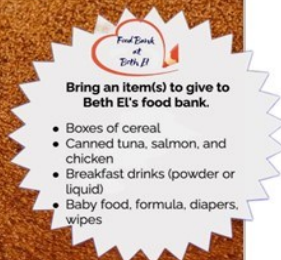 Food Bank
at
Beth El
Bring an item(s) to give to
Beth El's food bank.
• Boxes of cereal
• Canned tuna, salmon, and
chicken
• Breakfast drinks (powder or
liquid)
• Baby food, formula, diapers,
wipes